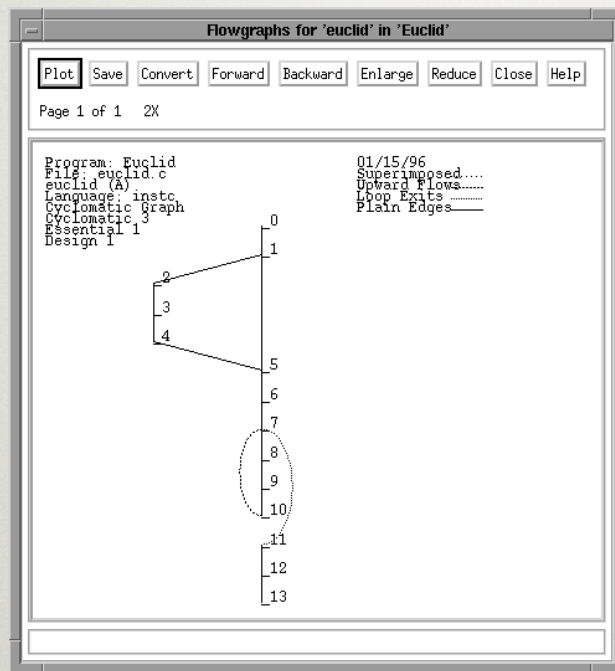 Flowgraphs for 'euclid' in 'Euclid'
Plot Save Convert Forward Backward Enlarge Reduce Close Help
Page 1 of 1 2X
Program: Euclid
File: euclid.c
euclid (A)
Language: instc
Cyclomatic Graph
Cyclomatic 3
Essential 1
Design 1
01/15/96
Superimposed
Upward Flows
Loop Exits
Plain Edges
0
1
2
3
4
5
6
7
8
9
10
11
12
13